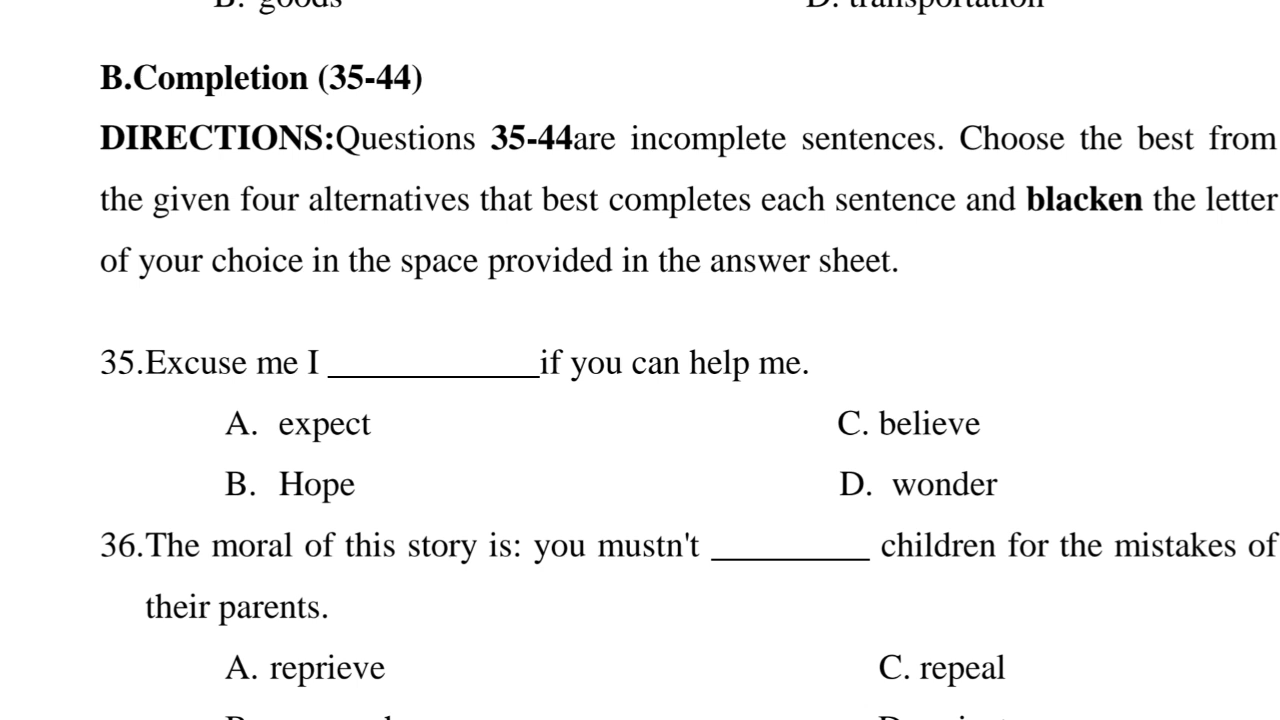 B. goods D. transportation
B.Completion (35-44)
DIRECTIONS:Questions 35-44are incomplete sentences. Choose the best from
the given four alternatives that best completes each sentence and blacken the letter
of your choice in the space provided in the answer sheet.
35.Excuse me I ____________if you can help me.
A. expect C. believe
B. Hope D. wonder
36.The moral of this story is: you mustn't _________ children for the mistakes of
their parents.
A. reprieve C. repeal